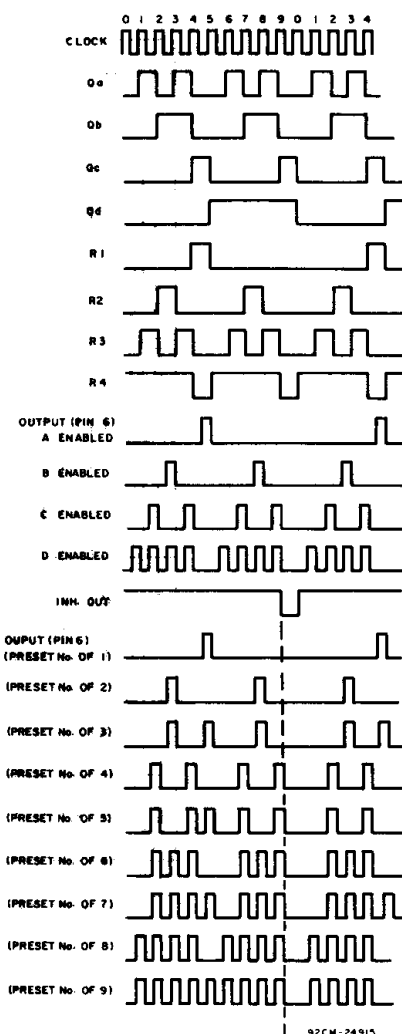 0 1 2 3 4 5 6 7 8 9 0 1 2 3 4
CLOCK
Qa
Qb
Qc
Qd
R1
R2
R3
R4
OUTPUT (PIN 6)
A ENABLED
B ENABLED
C ENABLED
D ENABLED
INH. OUT
OUPUT (PIN 6)
(PRESET No. OF 1)
(PRESET No. OF 2)
(PRESET No. OF 3)
(PRESET No. OF 4)
(PRESET No. OF 5)
(PRESET No. OF 6)
(PRESET No. OF 7)
(PRESET No. OF 8)
(PRESET No. OF 9)
92CM-24915